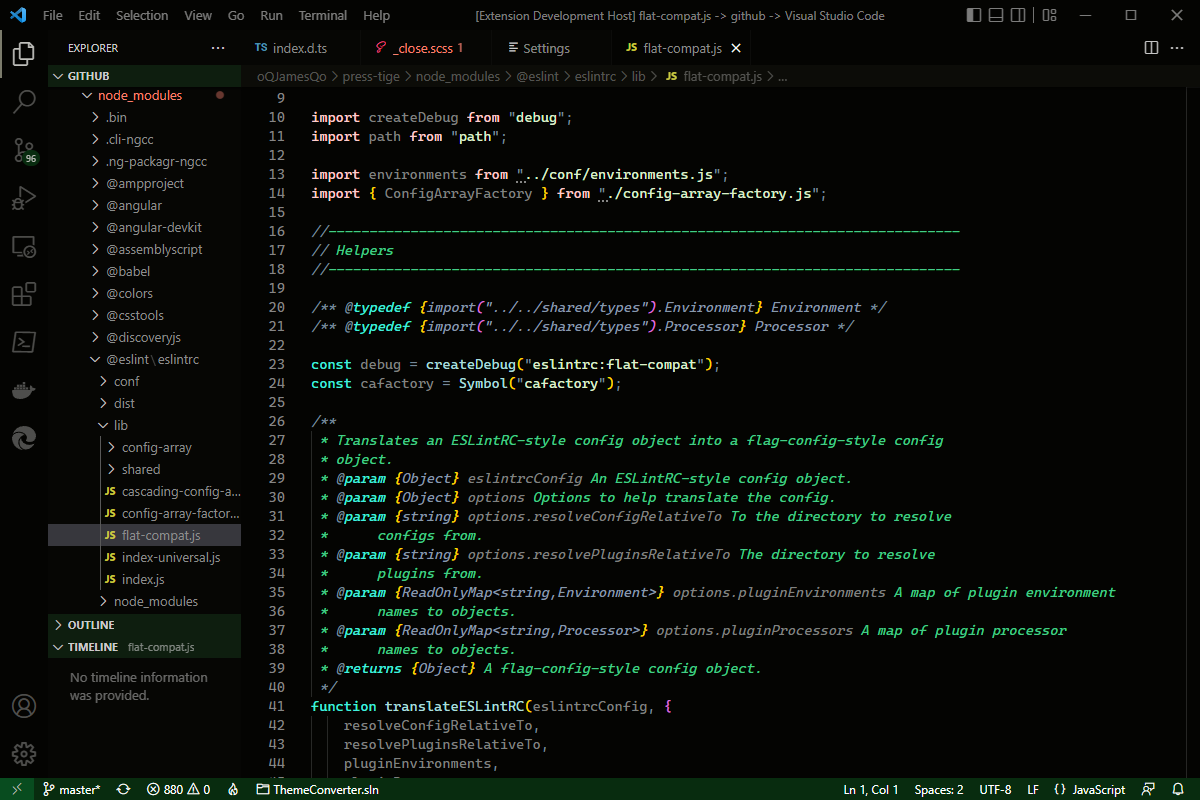 File Edit Selection View Go Run Terminal Help [Extension Development Host] flat-compat.js -> github -> Visual Studio Code
EXPLORER ···
GITHUB
node_modules
.bin
.cli-ngcc
.ng-packagr-ngcc
@ampproject
@angular
@angular-devkit
@assemblyscript
@babel
@colors
@csstools
@discoveryjs
@eslint\eslintrc
conf
dist
lib
config-array
shared
JS cascading-config-a...
JS config-array-factor...
JS flat-compat.js
JS index-universal.js
JS index.js
node_modules
OUTLINE
TIMELINE flat-compat.js
No timeline information
was provided.
96
TS index.d.ts _close.scss 1 Settings JS flat-compat.js
oQJamesQo > press-tige > node_modules > @eslint > eslintrc > lib > JS flat-compat.js > ...
9
10 import createDebug from "debug";
11 import path from "path";
12
13 import environments from "../conf/environments.js";
14 import { ConfigArrayFactory } from "./config-array-factory.js";
15
16 //-----------------------------------------------------------------------------
17 // Helpers
18 //-----------------------------------------------------------------------------
19
20 /** @typedef {import("../../shared/types").Environment} Environment */
21 /** @typedef {import("../../shared/types").Processor} Processor */
22
23 const debug = createDebug("eslintrc:flat-compat");
24 const cafactory = Symbol("cafactory");
25
26 /**
27 * Translates an ESLintRC-style config object into a flag-config-style config
28 * object.
29 * @param {Object} eslintrcConfig An ESLintRC-style config object.
30 * @param {Object} options Options to help translate the config.
31 * @param {string} options.resolveConfigRelativeTo To the directory to resolve
32 * configs from.
33 * @param {string} options.resolvePluginsRelativeTo The directory to resolve
34 * plugins from.
35 * @param {ReadOnlyMap<string,Environment>} options.pluginEnvironments A map of plugin environment
36 * names to objects.
37 * @param {ReadOnlyMap<string,Processor>} options.pluginProcessors A map of plugin processor
38 * names to objects.
39 * @returns {Object} A flag-config-style config object.
40 */
41 function translateESLintRC(eslintrcConfig, {
42 resolveConfigRelativeTo,
43 resolvePluginsRelativeTo,
44 pluginEnvironments,
master* 880 0 ThemeConverter.sln Ln 1, Col 1 Spaces: 2 UTF-8 LF {} JavaScript